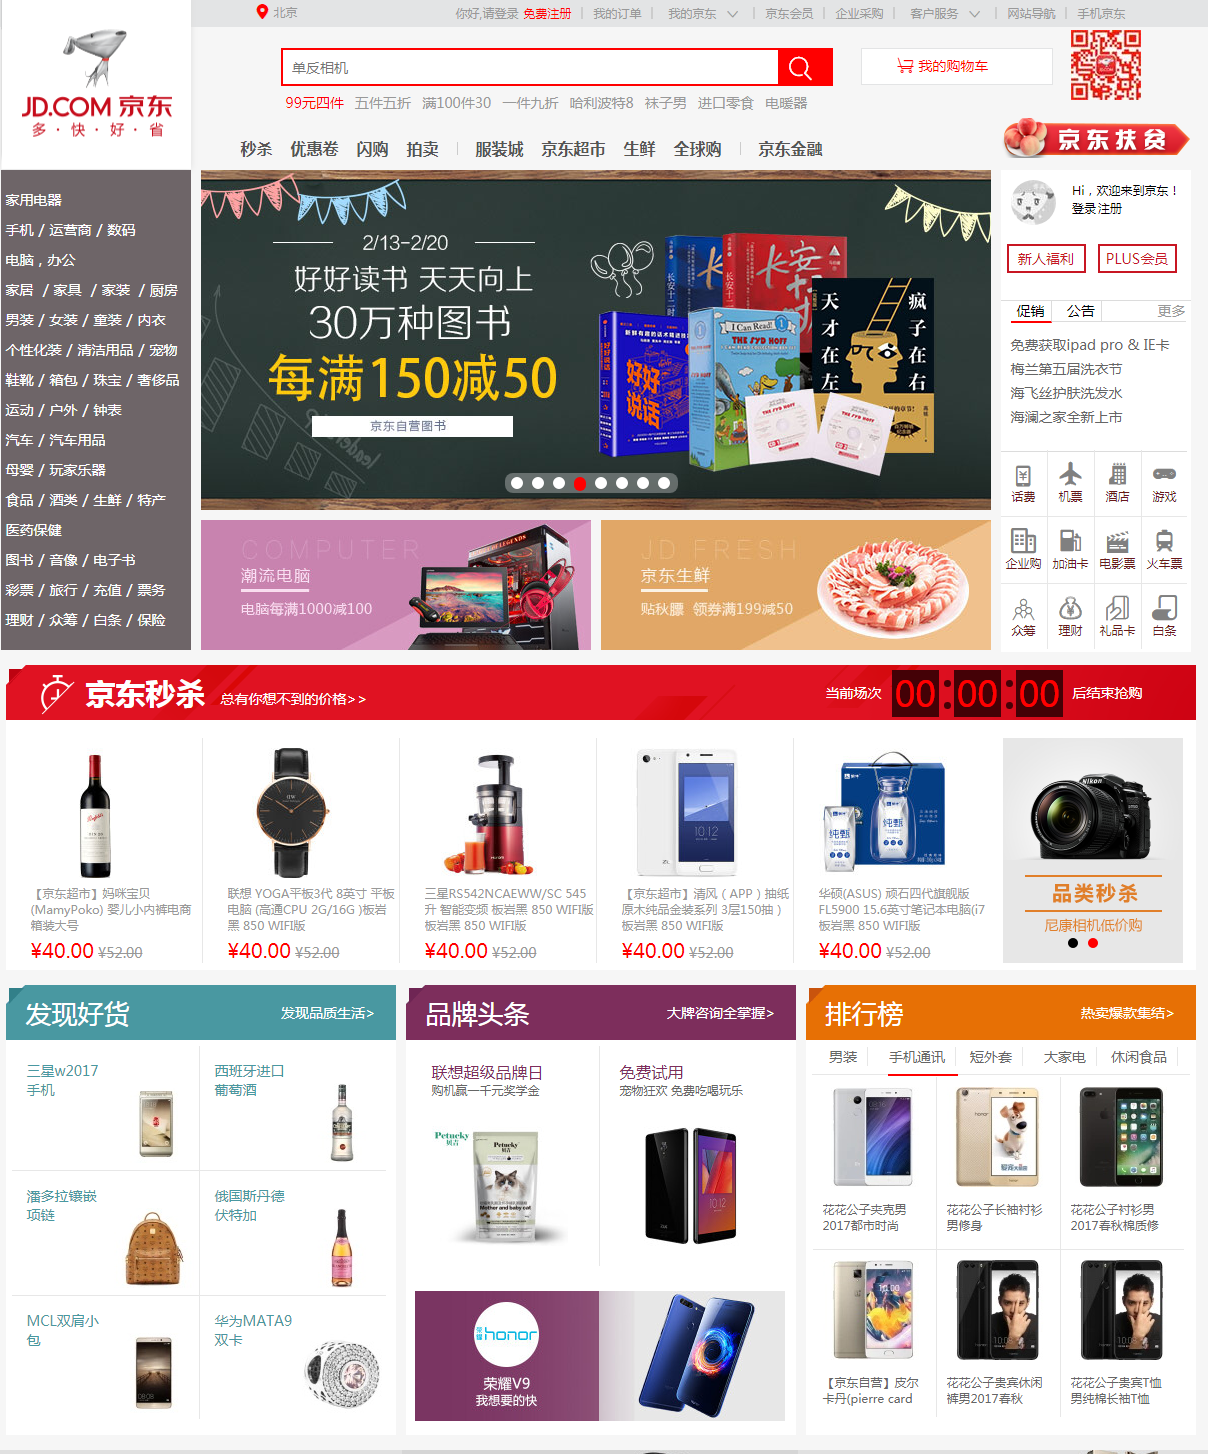 北京
你好,请登录 免费注册
我的订单
我的京东
京东会员
企业采购
客户服务
网站导航
手机京东
JD.COM 京东
多·快·好·省
单反相机
我的购物车
99元四件 五件五折 满100件30 一件九折 哈利波特8 袜子男 进口零食 电暖器
秒杀 优惠卷 闪购 拍卖 服装城 京东超市 生鲜 全球购 京东金融
京东扶贫
家用电器
手机 / 运营商 / 数码
电脑 , 办公
家居 / 家具 / 家装 / 厨房
男装 / 女装 / 童装 / 内衣
个性化装 / 清洁用品 / 宠物
鞋靴 / 箱包 / 珠宝 / 奢侈品
运动 / 户外 / 钟表
汽车 / 汽车用品
母婴 / 玩家乐器
食品 / 酒类 / 生鲜 / 特产
医药保健
图书 / 音像 / 电子书
彩票 / 旅行 / 充值 / 票务
理财 / 众筹 / 白条 / 保险
2/13-2/20
好好读书 天天向上
30万种图书
每满150减50
京东自营图书
好好说话
I Can Read!
THE SYD HOFF
天才在左
疯子在右
COMPUTER
潮流电脑
电脑每满1000减100
JD FRESH
京东生鲜
贴秋膘 领券满199减50
Hi，欢迎来到京东！
登录 注册
新人福利
PLUS会员
促销 公告 更多
免费获取ipad pro & IE卡
梅兰第五届洗衣节
海飞丝护肤洗发水
海澜之家全新上市
话费 机票 酒店 游戏
企业购 加油卡 电影票 火车票
众筹 理财 礼品卡 白条
京东秒杀 总有你想不到的价格>>
当前场次 00:00:00 后结束抢购
【京东超市】妈咪宝贝
(MamyPoko) 婴儿小内裤电商
箱装大号
¥40.00 ¥52.00
联想 YOGA平板3代 8英寸 平板
电脑 (高通CPU 2G/16G )板岩
黑 850 WIFI版
¥40.00 ¥52.00
三星RS542NCAEWW/SC 545
升 智能变频 板岩黑 850 WIFI版
板岩黑 850 WIFI版
¥40.00 ¥52.00
【京东超市】清风（APP）抽纸
原木纯品金装系列 3层150抽）
板岩黑 850 WIFI版
¥40.00 ¥52.00
纯甄
华硕(ASUS) 顽石四代旗舰版
FL5900 15.6英寸笔记本电脑(i7
板岩黑 850 WIFI版
¥40.00 ¥52.00
Nikon
品类秒杀
尼康相机低价购
发现好货 发现品质生活>
三星w2017
手机
西班牙进口
葡萄酒
潘多拉镶嵌
项链
俄国斯丹德
伏特加
MCL双肩小
包
华为MATA9
双卡
品牌头条 大牌咨询全掌握>
联想超级品牌日
购机赢一千元奖学金
免费试用
宠物狂欢 免费吃喝玩乐
Petucky
贝吉
Petucky
贝吉
Mother and baby cat
荣耀 honor
荣耀V9
我想要的快
排行榜 热卖爆款集结>
男装 手机通讯 短外套 大家电 休闲食品
花花公子夹克男
2017都市时尚
花花公子长袖衬衫
男修身
花花公子衬衫男
2017春秋棉质修
【京东自营】皮尔
卡丹(pierre card
花花公子贵宾休闲
裤男2017春秋
花花公子贵宾T恤
男纯棉长袖T恤